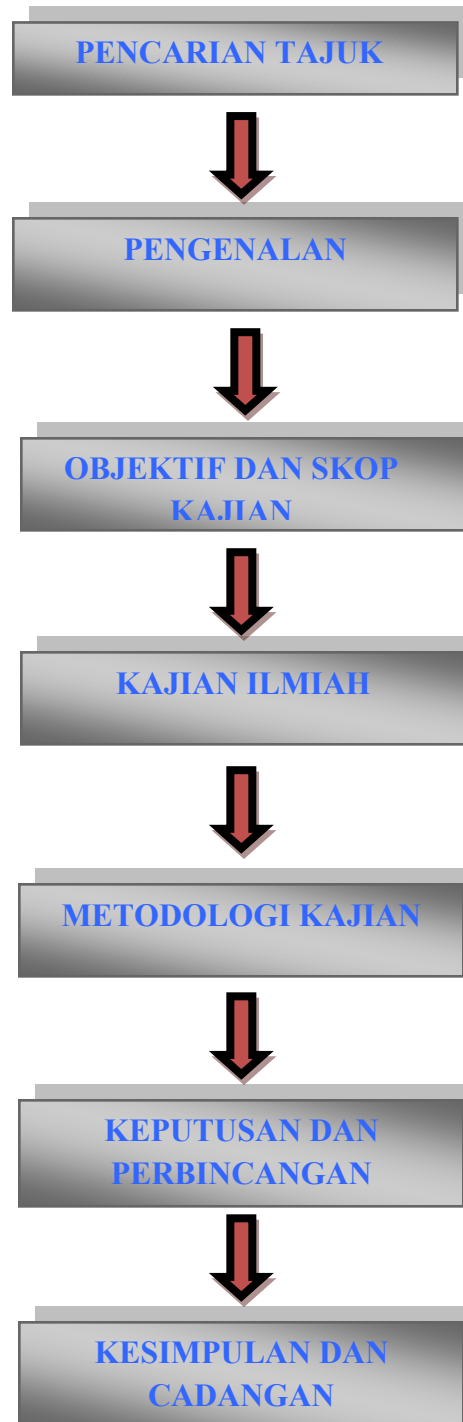 PENCARIAN TAJUK
PENGENALAN
OBJEKTIF DAN SKOP
KAJIAN
KAJIAN ILMIAH
METODOLOGI KAJIAN
KEPUTUSAN DAN
PERBINCANGAN
KESIMPULAN DAN
CADANGAN